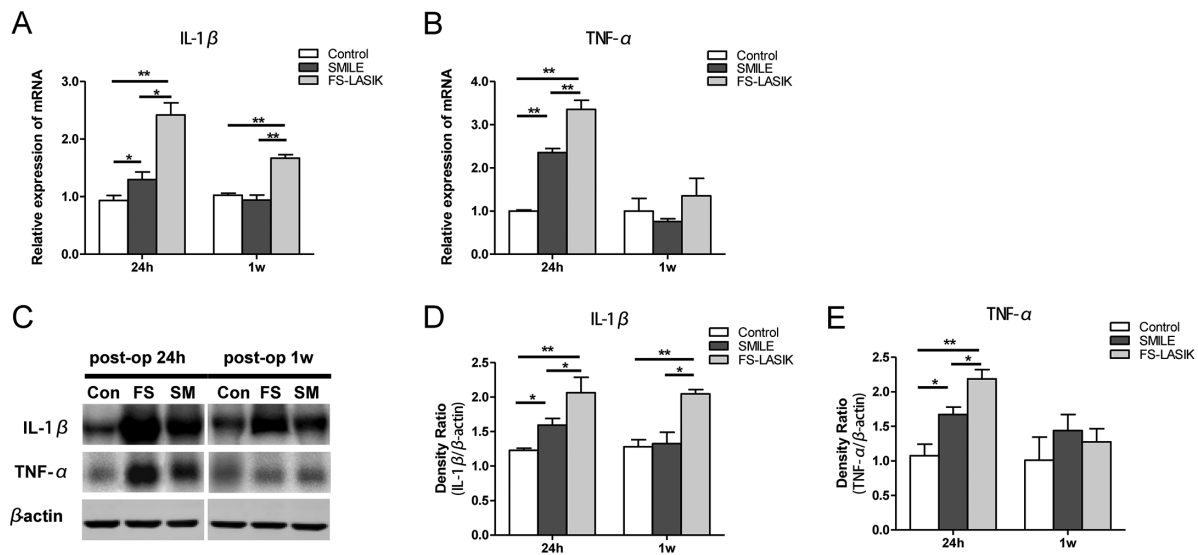 A
IL-1β
Control
SMILE
FS-LASIK
Relative expression of mRNA
3.0
2.0
1.0
0.0
**
*
*
**
**
24h
1w
B
TNF-α
Control
SMILE
FS-LASIK
Relative expression of mRNA
4.0
3.0
2.0
1.0
0.0
**
**
**
24h
1w
C
post-op 24h
post-op 1w
Con FS SM Con FS SM
IL-1β
TNF-α
β-actin
D
IL-1β
Control
SMILE
FS-LASIK
Density Ratio
(IL-1β/β-actin)
2.5
2.0
1.5
1.0
0.5
0.0
**
*
*
**
*
24h
1w
E
TNF-α
Control
SMILE
FS-LASIK
Density Ratio
(TNF-α/β-actin)
2.5
2.0
1.5
1.0
0.5
0.0
**
*
*
24h
1w